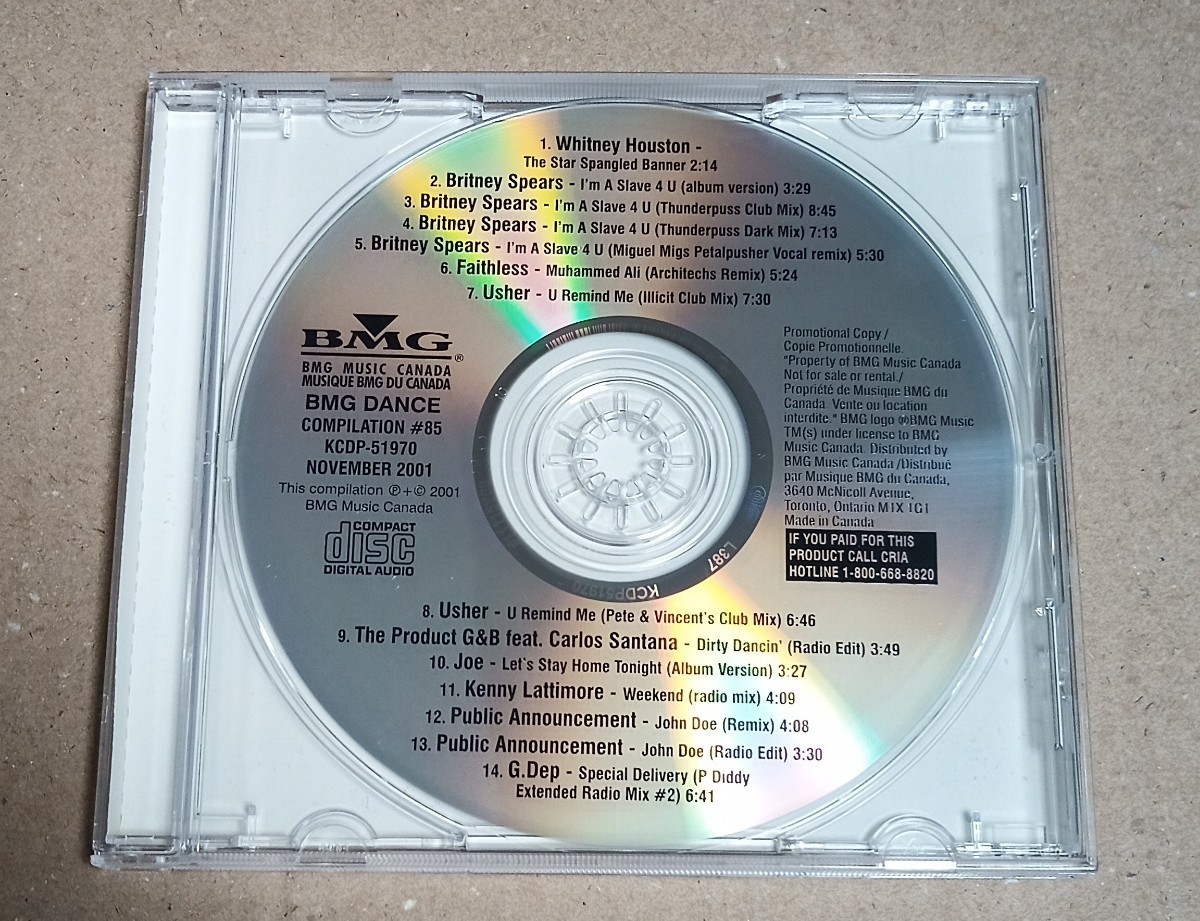 1. Whitney Houston -
The Star Spangled Banner 2:14
2. Britney Spears - I'm A Slave 4 U (album version) 3:29
3. Britney Spears - I'm A Slave 4 U (Thunderpuss Club Mix) 8:45
4. Britney Spears - I'm A Slave 4 U (Thunderpuss Dark Mix) 7:13
5. Britney Spears - I'm A Slave 4 U (Miguel Migs Petalpusher Vocal remix) 5:30
6. Faithless - Muhammed Ali (Architechs Remix) 5:24
7. Usher - U Remind Me (Illicit Club Mix) 7:30
BMG®
BMG MUSIC CANADA
MUSIQUE BMG DU CANADA
BMG DANCE
COMPILATION #85
KCDP-51970
NOVEMBER 2001
This compilation ℗+© 2001
BMG Music Canada
COMPACT
disc
DIGITAL AUDIO
Promotional Copy /
Copie Promotionnelle.
"Property of BMG Music Canada
Not for sale or rental./
Propriété de Musique BMG du
Canada. Vente ou location
interdite." BMG logo ®BMG Music
TM(s) under license to BMG
Music Canada. Distributed by
BMG Music Canada /Distribué
par Musique BMG du Canada,
3640 McNicoll Avenue,
Toronto, Ontario M1X 1G1
Made in Canada
IF YOU PAID FOR THIS
PRODUCT CALL CRIA
HOTLINE 1-800-668-8820
L387
KCDP51970
8. Usher - U Remind Me (Pete & Vincent's Club Mix) 6:46
9. The Product G&B feat. Carlos Santana - Dirty Dancin' (Radio Edit) 3:49
10. Joe - Let's Stay Home Tonight (Album Version) 3:27
11. Kenny Lattimore - Weekend (radio mix) 4:09
12. Public Announcement - John Doe (Remix) 4:08
13. Public Announcement - John Doe (Radio Edit) 3:30
14. G.Dep - Special Delivery (P Diddy
Extended Radio Mix #2) 6:41